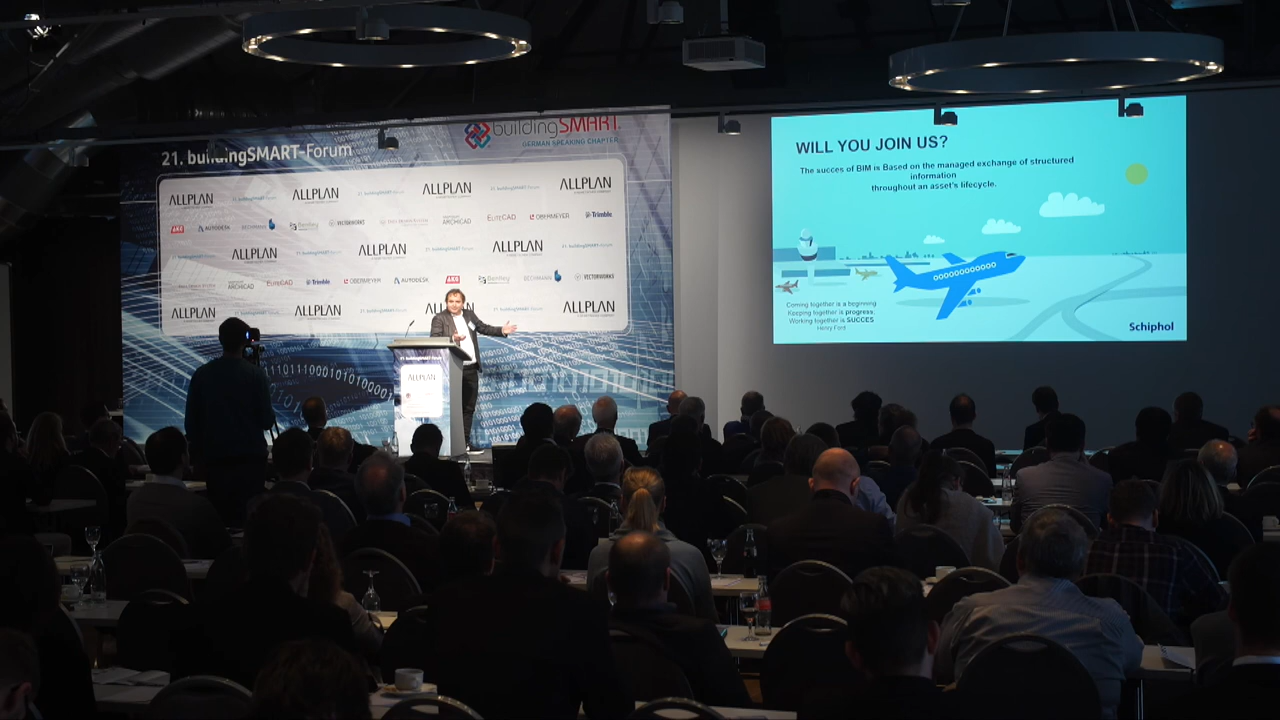 21. buildingSMART-Forum
buildingSMART
GERMAN SPEAKING CHAPTER
ALLPLAN
ALLPLAN
ALLPLAN
ALLPLAN
AUTODESK
VECTORWORKS
ARCHICAD
ELITECAD
OBERMEYER
Trimble
ALLPLAN
ALLPLAN
ALLPLAN
ARCHICAD
ELITECAD
Trimble
OBERMEYER
AUTODESK
Bentley
BECHMANN
VECTORWORKS
ALLPLAN
ALLPLAN
ALLPLAN
ALLPLAN
WILL YOU JOIN US?
The succes of BIM is Based on the managed exchange of structured
information
throughout an asset's lifecycle.
Coming together is a beginning
Keeping together is progress,
Working together is SUCCES
Henry Ford
Schiphol